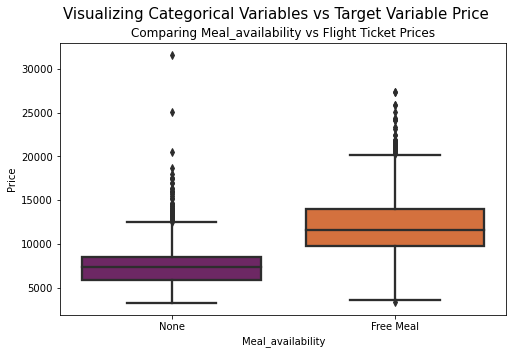 Visualizing Categorical Variables vs Target Variable Price
Comparing Meal_availability vs Flight Ticket Prices
30000
25000
20000
15000
10000
5000
Price
None
Free Meal
Meal_availability